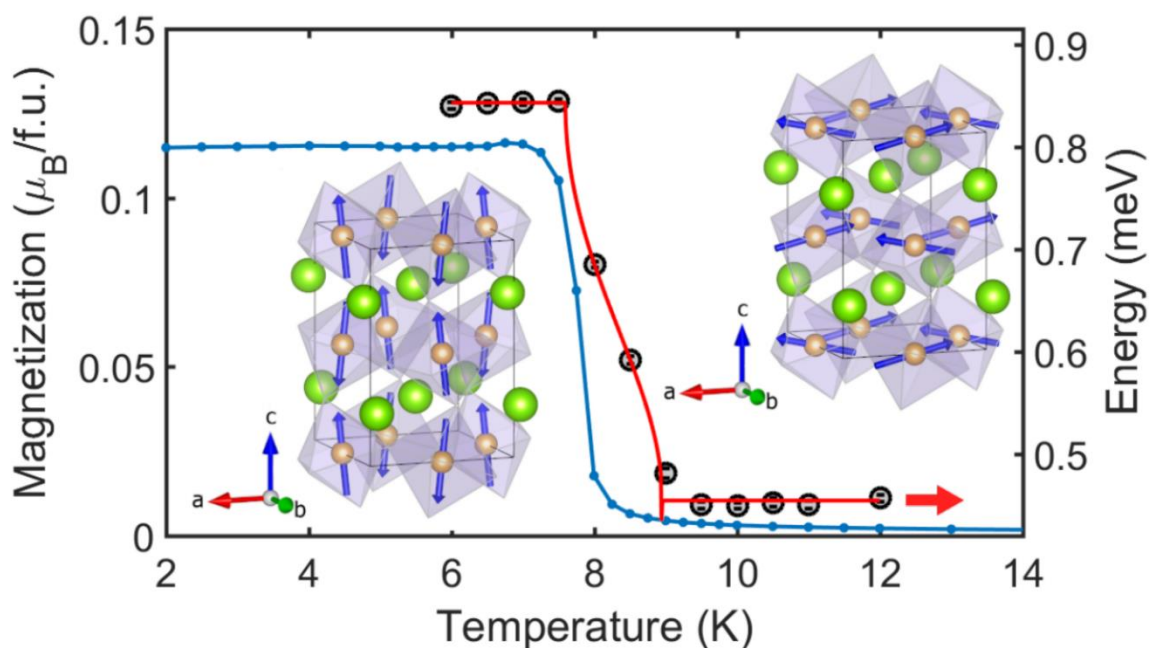 0.15
0.1
0.05
0
Magnetization (μB/f.u.)
2 4 6 8 10 12 14
Temperature (K)
0.9
0.8
0.7
0.6
0.5
Energy (meV)
c
a
b
c
a
b